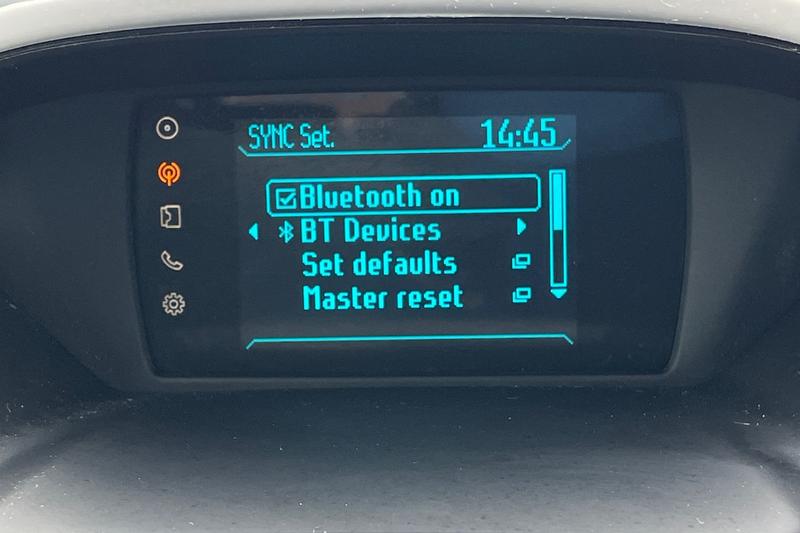 SYNC Set. 14:45
Bluetooth on
BT Devices
Set defaults
Master reset